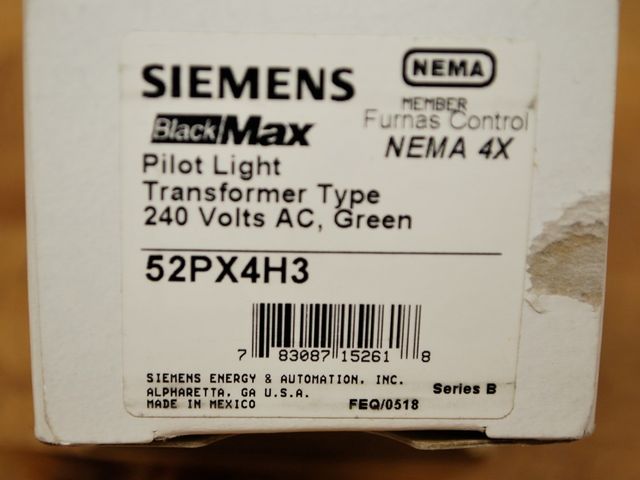 SIEMENS
NEMA
MEMBER
BlackMax
Furnas Control
NEMA 4X
Pilot Light
Transformer Type
240 Volts AC, Green
52PX4H3
7 83087 15261 8
SIEMENS ENERGY & AUTOMATION, INC.
ALPHARETTA, GA U.S.A.
MADE IN MEXICO
FEQ/0518
Series B